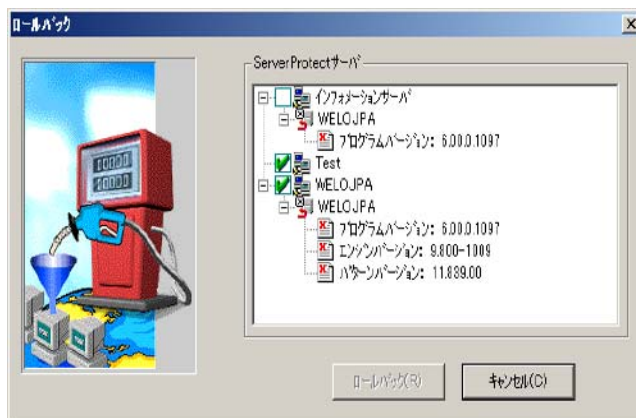 ロールバック
ServerProtectサーバ
インフォメーションサーバ
WELOJPA
プログラムバージョン: 6.00.0.1097
Test
WELOJPA
WELOJPA
プログラムバージョン: 6.00.0.1097
エンジンバージョン: 9.800-1009
パターンバージョン: 11.839.00
10000
10000
ロールバック(R)
キャンセル(C)